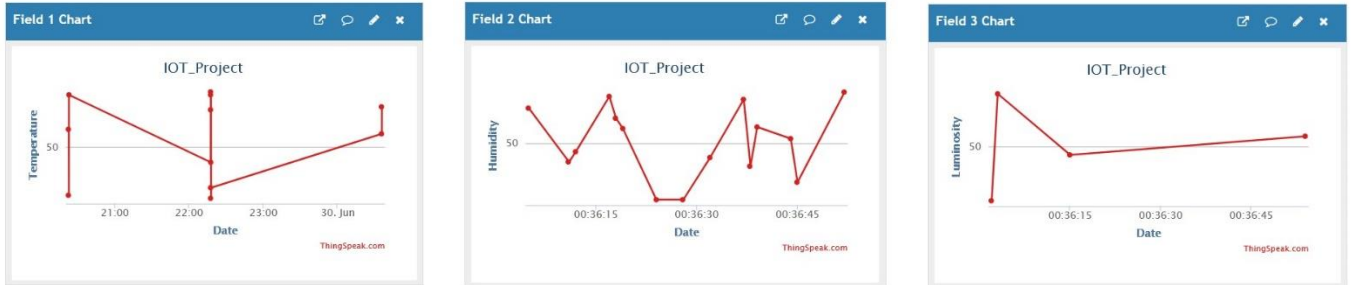 Field 1 Chart
IOT_Project
Temperature
50
21:00 22:00 23:00 30. Jun
Date
ThingSpeak.com
Field 2 Chart
IOT_Project
Humidity
50
00:36:15 00:36:30 00:36:45
Date
ThingSpeak.com
Field 3 Chart
IOT_Project
Luminosity
50
00:36:15 00:36:30 00:36:45
Date
ThingSpeak.com